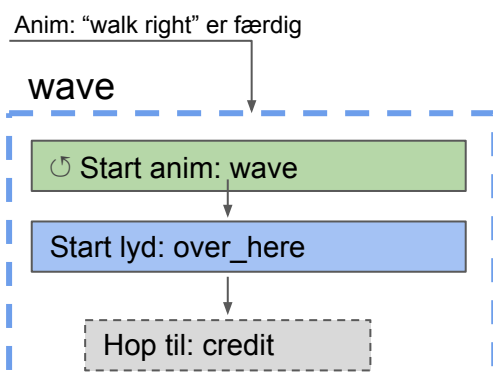 Anim: “walk right” er færdig
wave
↺ Start anim: wave
Start lyd: over_here
Hop til: credit